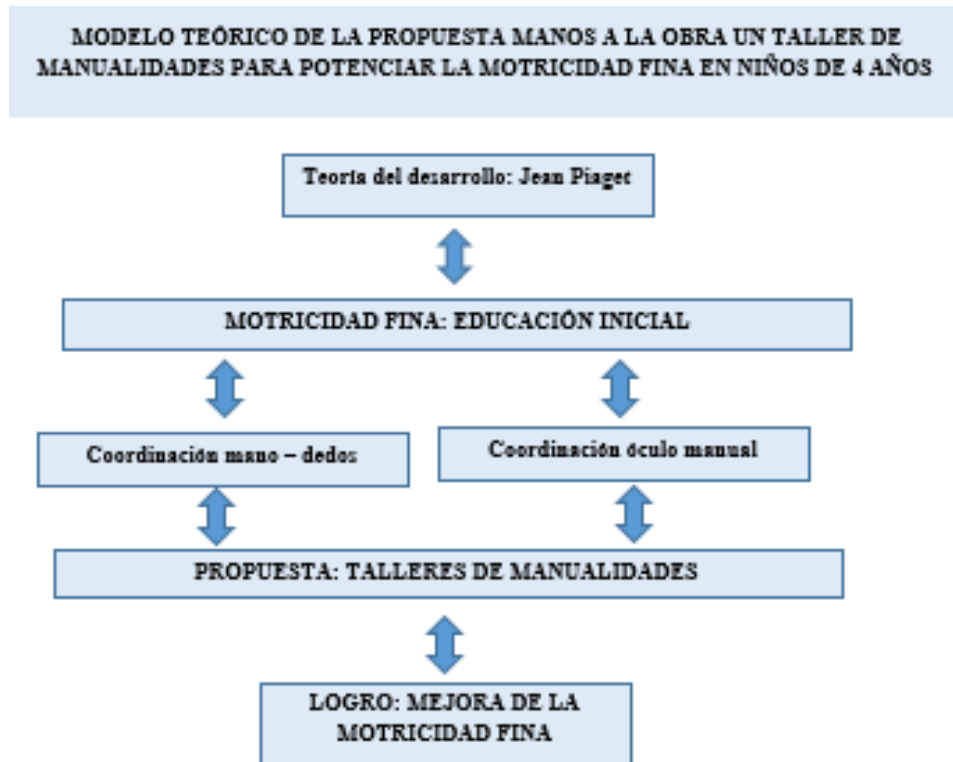 MODELO TEÓRICO DE LA PROPUESTA MANOS A LA OBRA UN TALLER DE
MANUALIDADES PARA POTENCIAR LA MOTRICIDAD FINA EN NIÑOS DE 4 AÑOS
Teoría del desarrollo: Jean Piaget
MOTRICIDAD FINA: EDUCACIÓN INICIAL
Coordinación mano – dedos
Coordinación óculo manual
PROPUESTA: TALLERES DE MANUALIDADES
LOGRO: MEJORA DE LA
MOTRICIDAD FINA